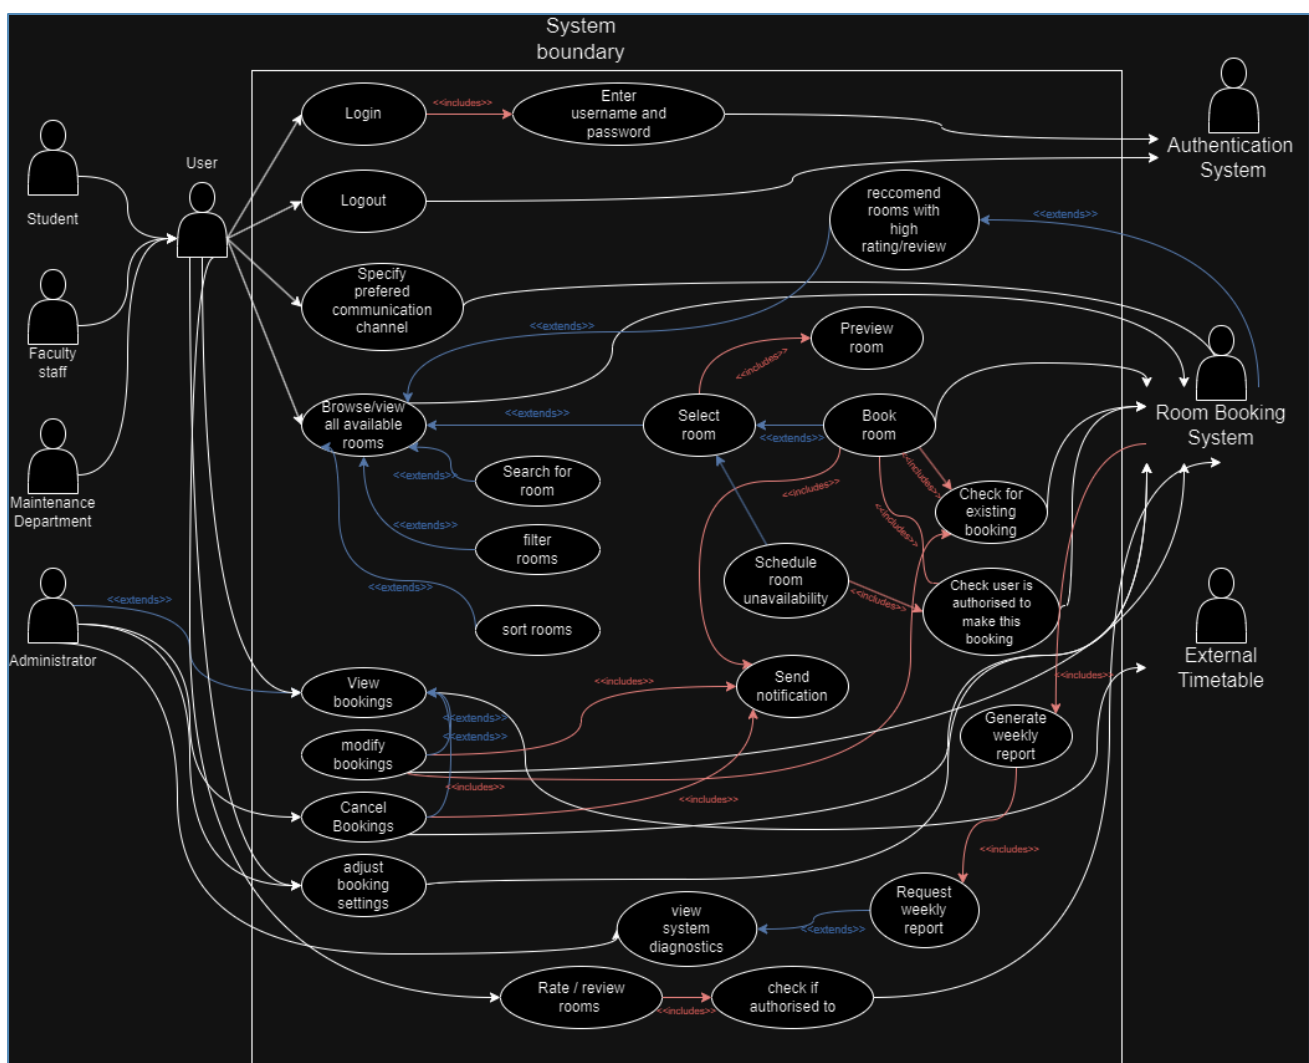 System
boundary
Login
<<includes>>
Enter
username and
password
Authentication
System
User
Student
Logout
reccomend
rooms with
high
rating/review
<<extends>>
Specify
prefered
communication
channel
Faculty
staff
<<extends>>
Preview
room
<<includes>>
Browse/view
all available
rooms
<<extends>>
Select
room
<<extends>>
Book
room
Room Booking
System
<<extends>>
Search for
room
<<includes>>
<<includes>>
Check for
existing
booking
Maintenance
Department
<<includes>>
<<extends>>
filter
rooms
Schedule
room
unavailability
<<includes>>
Check user is
authorised to
make this
booking
<<extends>>
sort rooms
<<extends>>
Administrator
External
Timetable
View
bookings
<<extends>>
<<extends>>
<<includes>>
Send
notification
<<includes>>
modify
bookings
Generate
weekly
report
<<includes>>
<<includes>>
Cancel
Bookings
<<includes>>
adjust
booking
settings
Request
weekly
report
<<extends>>
view
system
diagnostics
Rate / review
rooms
<<includes>>
check if
authorised to